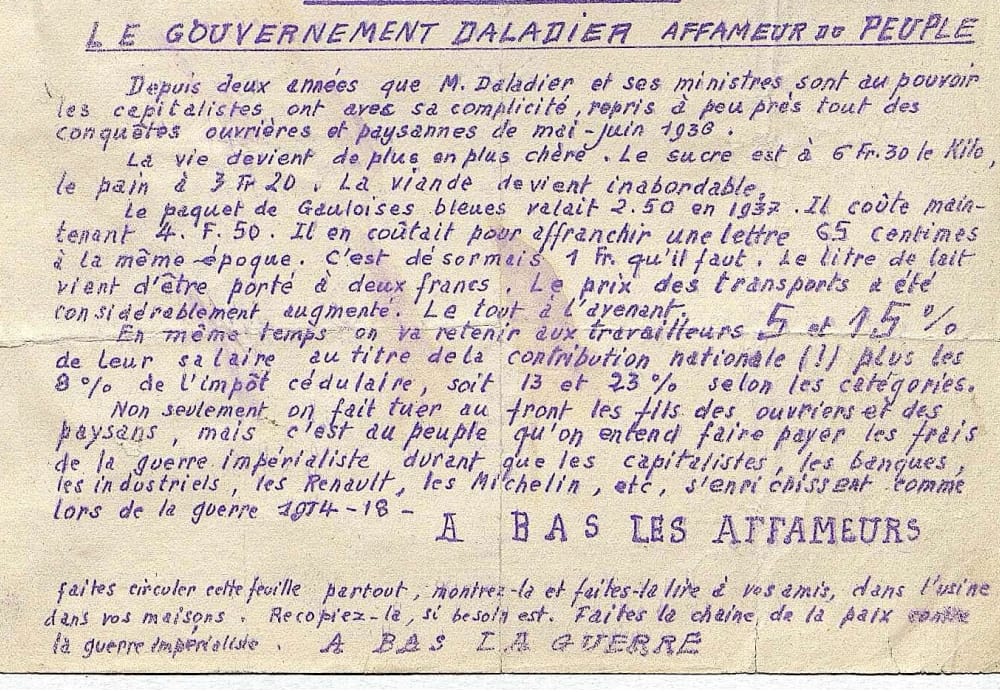 LE GOUVERNEMENT DALADIER AFFAMEUR DU PEUPLE
Depuis deux années que M. Daladier et ses ministres sont au pouvoir
les capitalistes ont avec sa complicité, repris à peu près tout des
conquêtes ouvrières et paysannes de mai-juin 1936.
La vie devient de plus en plus chère. Le sucre est à 6 Fr.30 le Kilo,
le pain à 3 Fr 20. La viande devient inabordable.
Le paquet de Gauloises bleues valait 2.50 en 1937. Il coûte main-
tenant 4. F. 50. Il en coûtait pour affranchir une lettre 65 centimes
à la même époque. C'est désormais 1 Fr. qu'il faut. Le litre de lait
vient d'être porté à deux francs. Le prix des transports a été
considérablement augmenté. Le tout à l'avenant.
En même temps on va retenir aux travailleurs 5 et 15 %
de leur salaire au titre de la contribution nationale (!) plus les
8 % de l'impôt cédulaire, soit 13 et 23 % selon les catégories.
Non seulement on fait tuer au front les fils des ouvriers et des
paysans, mais c'est au peuple qu'on entend faire payer les frais
de la guerre impérialiste durant que les capitalistes, les banques,
les industriels, les Renault, les Michelin, etc, s'enrichissent comme
lors de la guerre 1914-18 -
A BAS LES AFFAMEURS
faites circuler cette feuille partout, montrez-la et faites-la lire à vos amis, dans l'usine
dans vos maisons. Recopiez-la, si besoin est. Faites la chaine de la paix contre
la guerre impérialiste. A BAS LA GUERRE